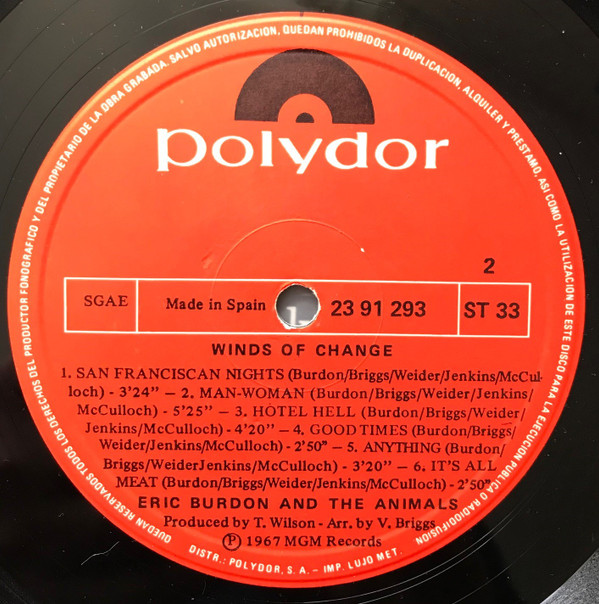 QUEDAN RESERVADOS TODOS LOS DERECHOS DEL PRODUCTOR FONOGRAFICO Y DEL PROPIETARIO DE LA OBRA GRABADA. SALVO AUTORIZACION, QUEDAN PROHIBIDOS LA DUPLICACION, ALQUILER Y PRESTAMO, ASI COMO LA UTILIZACION DE ESTE DISCO PARA LA EJECUCION PUBLICA O RADIODIFUSION
polydor
2
SGAE
Made in Spain
23 91 293
ST 33
WINDS OF CHANGE
1. SAN FRANCISCAN NIGHTS (Burdon/Briggs/Weider/Jenkins/McCul-
loch) - 3'24" — 2. MAN-WOMAN (Burdon/Briggs/Weider/Jenkins/
McCulloch) - 5'25" — 3. HOTEL HELL (Burdon/Briggs/Weider/
Jenkins/McCulloch) - 4'20" — 4. GOOD TIMES (Burdon/Briggs/
Weider/Jenkins/McCulloch) - 2'50" — 5. ANYTHING (Burdon/
Briggs/WeiderJenkins/McCulloch) - 3'20" — 6. IT'S ALL
MEAT (Burdon/Briggs/Weider/Jenkins/McCulloch) - 2'50"
ERIC BURDON AND THE ANIMALS
Produced by T. Wilson - Arr. by V. Briggs
Ⓟ 1967 MGM Records
DISTR.: POLYDOR, S. A. — IMP. LUJO MET.